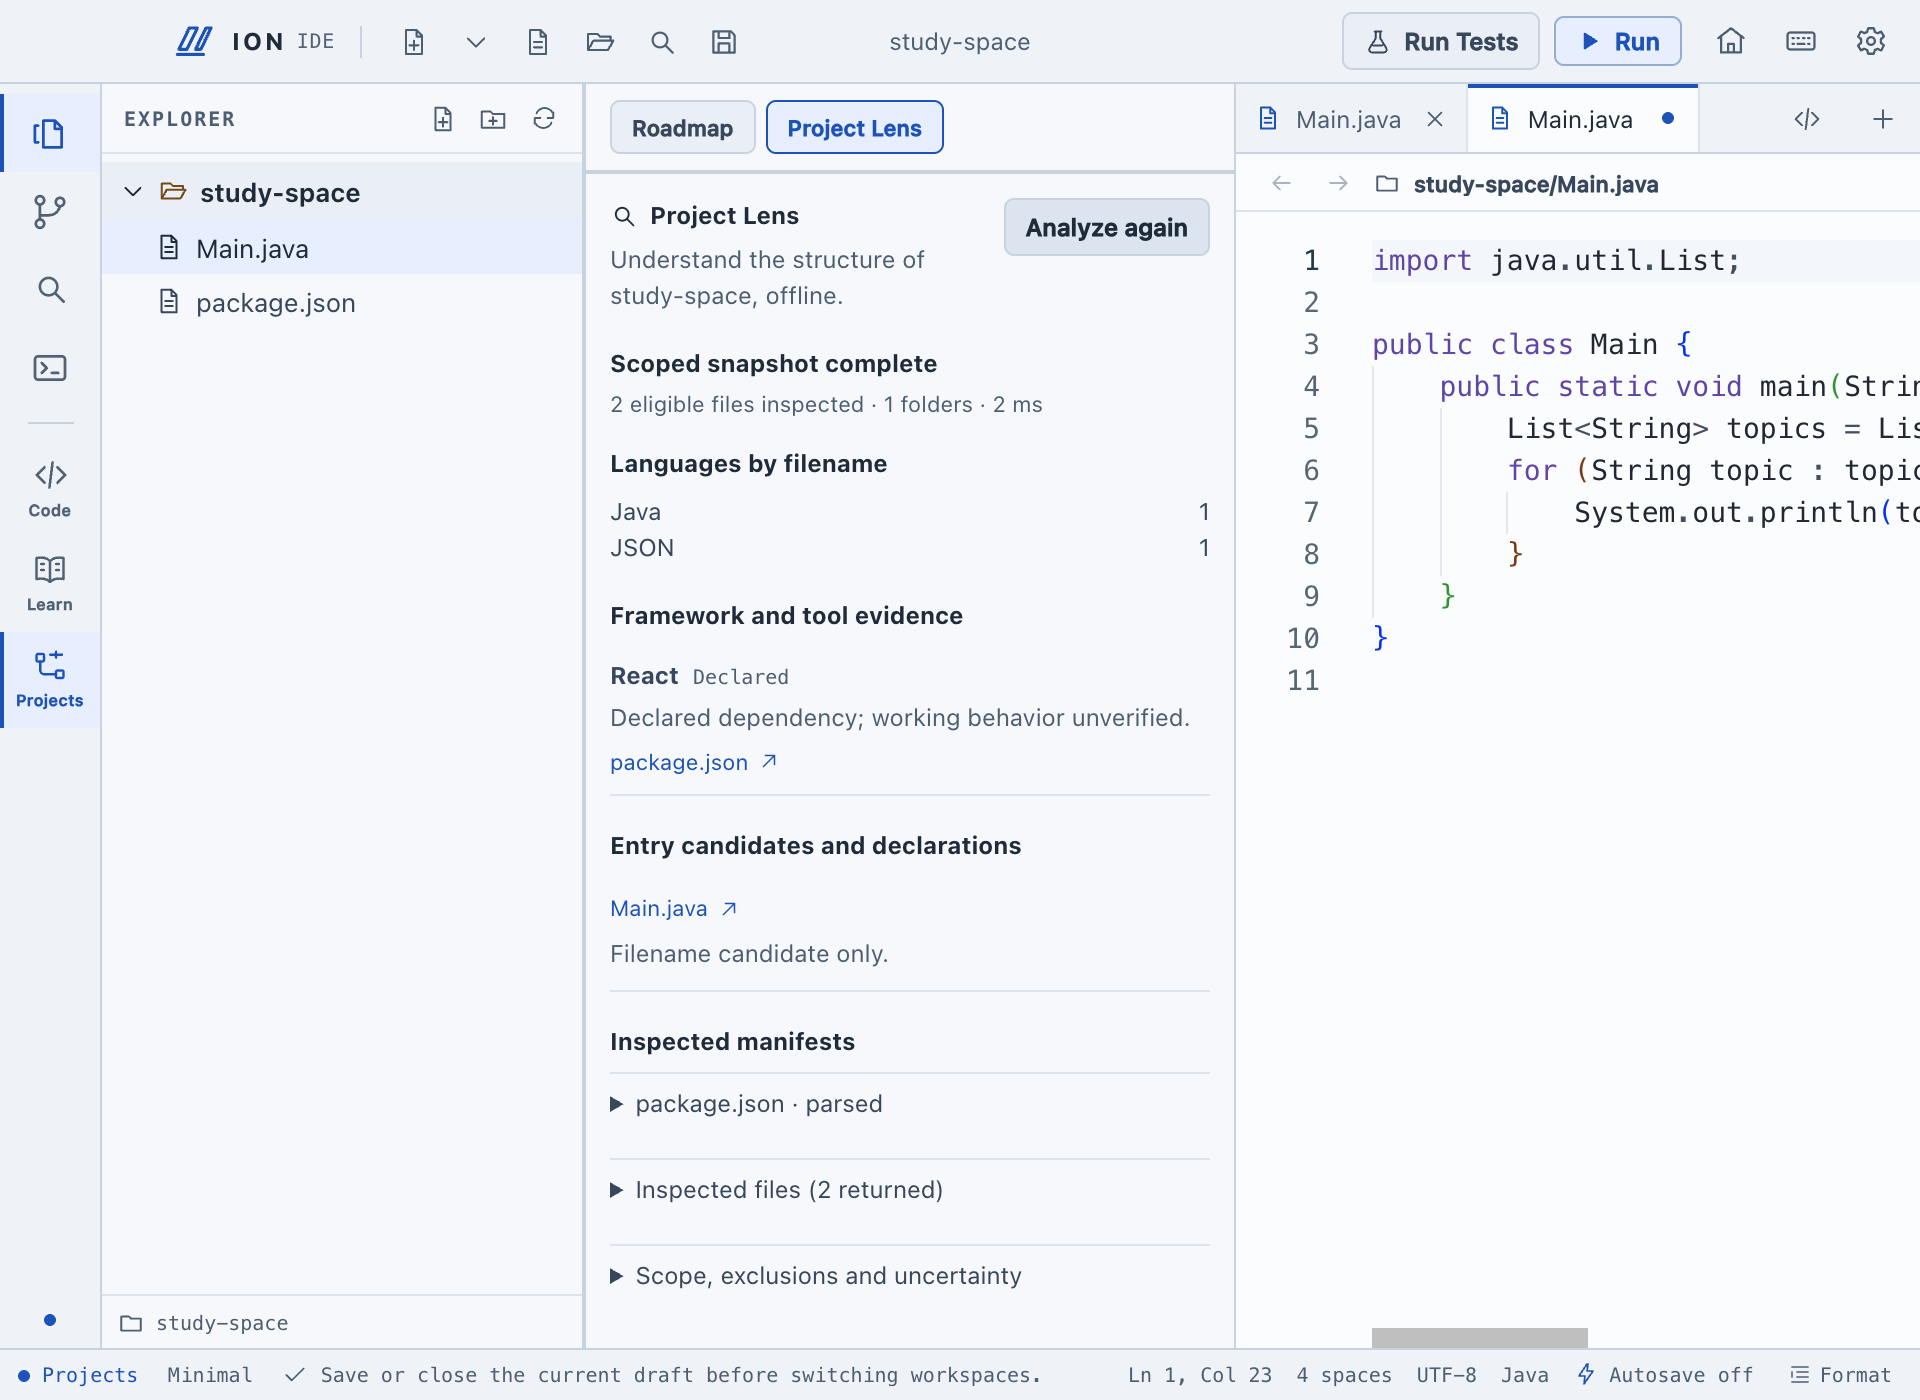 ION IDE
study-space
Run Tests
Run
EXPLORER
study-space
Main.java
package.json
Code
Learn
Projects
study-space
Roadmap
Project Lens
Project Lens
Analyze again
Understand the structure of
study-space, offline.
Scoped snapshot complete
2 eligible files inspected · 1 folders · 2 ms
Languages by filename
Java 1
JSON 1
Framework and tool evidence
React Declared
Declared dependency; working behavior unverified.
package.json ↗
Entry candidates and declarations
Main.java ↗
Filename candidate only.
Inspected manifests
▶ package.json · parsed
▶ Inspected files (2 returned)
▶ Scope, exclusions and uncertainty
Main.java
Main.java
study-space/Main.java
1 import java.util.List;
2
3 public class Main {
4 public static void main(Strin
5 List<String> topics = Lis
6 for (String topic : topic
7 System.out.println(to
8 }
9 }
10 }
11
Projects Minimal ✓ Save or close the current draft before switching workspaces. Ln 1, Col 23 4 spaces UTF-8 Java Autosave off Format